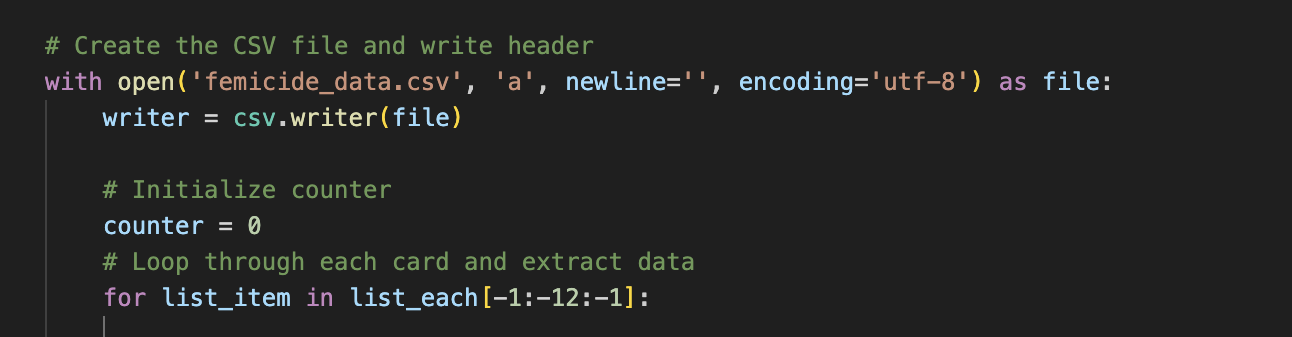 # Create the CSV file and write header
with open('femicide_data.csv', 'a', newline='', encoding='utf-8') as file:
    writer = csv.writer(file)
    # Initialize counter
    counter = 0
    # Loop through each card and extract data
    for list_item in list_each[-1:-12:-1]: